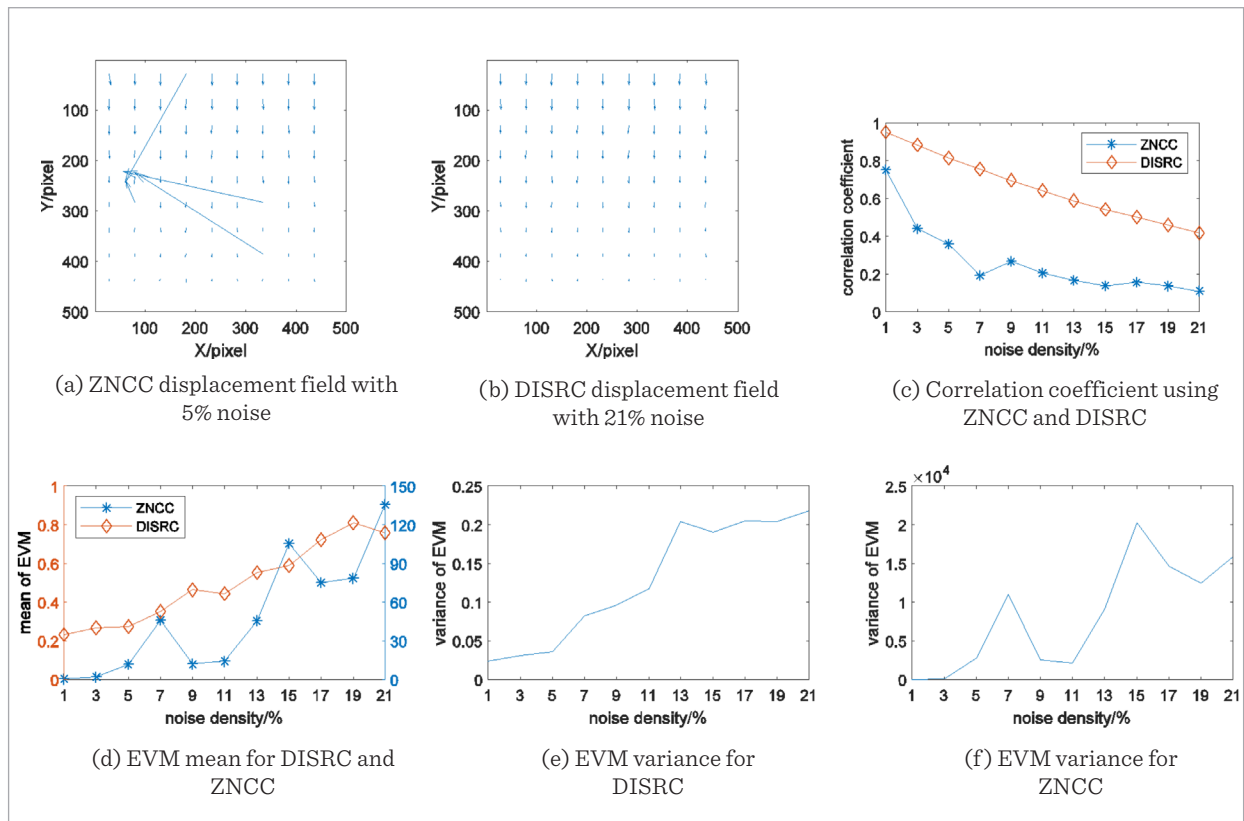 100
200
300
400
500
Y/pixel
100 200 300 400 500
X/pixel
(a) ZNCC displacement field with
5% noise
100
200
300
400
500
Y/pixel
100 200 300 400 500
X/pixel
(b) DISRC displacement field
with 21% noise
1
0.8
0.6
0.4
0.2
0
correlation coefficient
ZNCC
DISRC
1 3 5 7 9 11 13 15 17 19 21
noise density/%
(c) Correlation coefficient using
ZNCC and DISRC
1
0.8
0.6
0.4
0.2
0
mean of EVM
ZNCC
DISRC
150
120
90
60
30
0
1 3 5 7 9 11 13 15 17 19 21
noise density/%
(d) EVM mean for DISRC and
ZNCC
0.25
0.2
0.15
0.1
0.05
0
variance of EVM
1 3 5 7 9 11 13 15 17 19 21
noise density/%
(e) EVM variance for
DISRC
×10⁴
2.5
2
1.5
1
0.5
0
variance of EVM
1 3 5 7 9 11 13 15 17 19 21
noise density/%
(f) EVM variance for
ZNCC